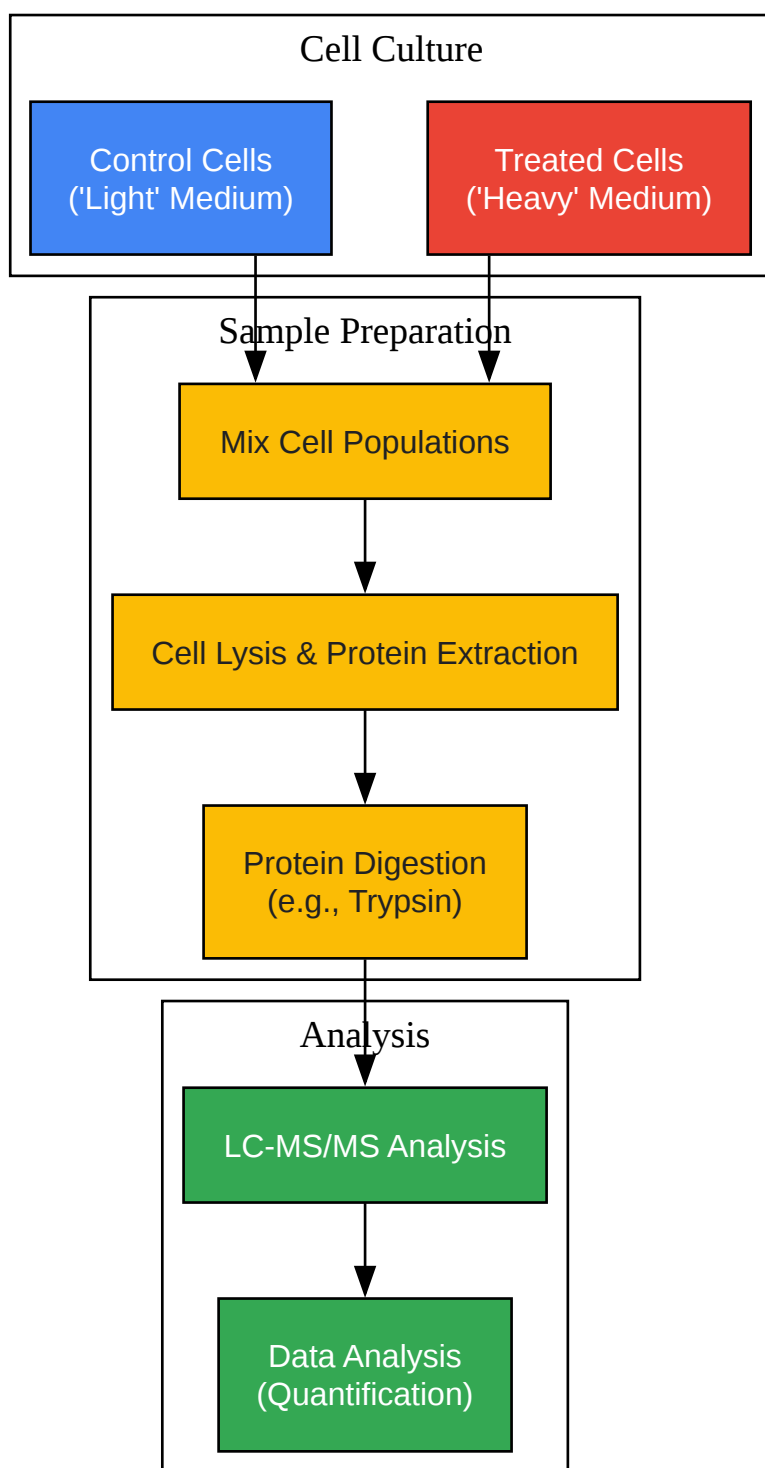 Cell Culture
Control Cells
('Light' Medium)
Treated Cells
('Heavy' Medium)
Sample Preparation
Mix Cell Populations
Cell Lysis & Protein Extraction
Protein Digestion
(e.g., Trypsin)
Analysis
LC-MS/MS Analysis
Data Analysis
(Quantification)